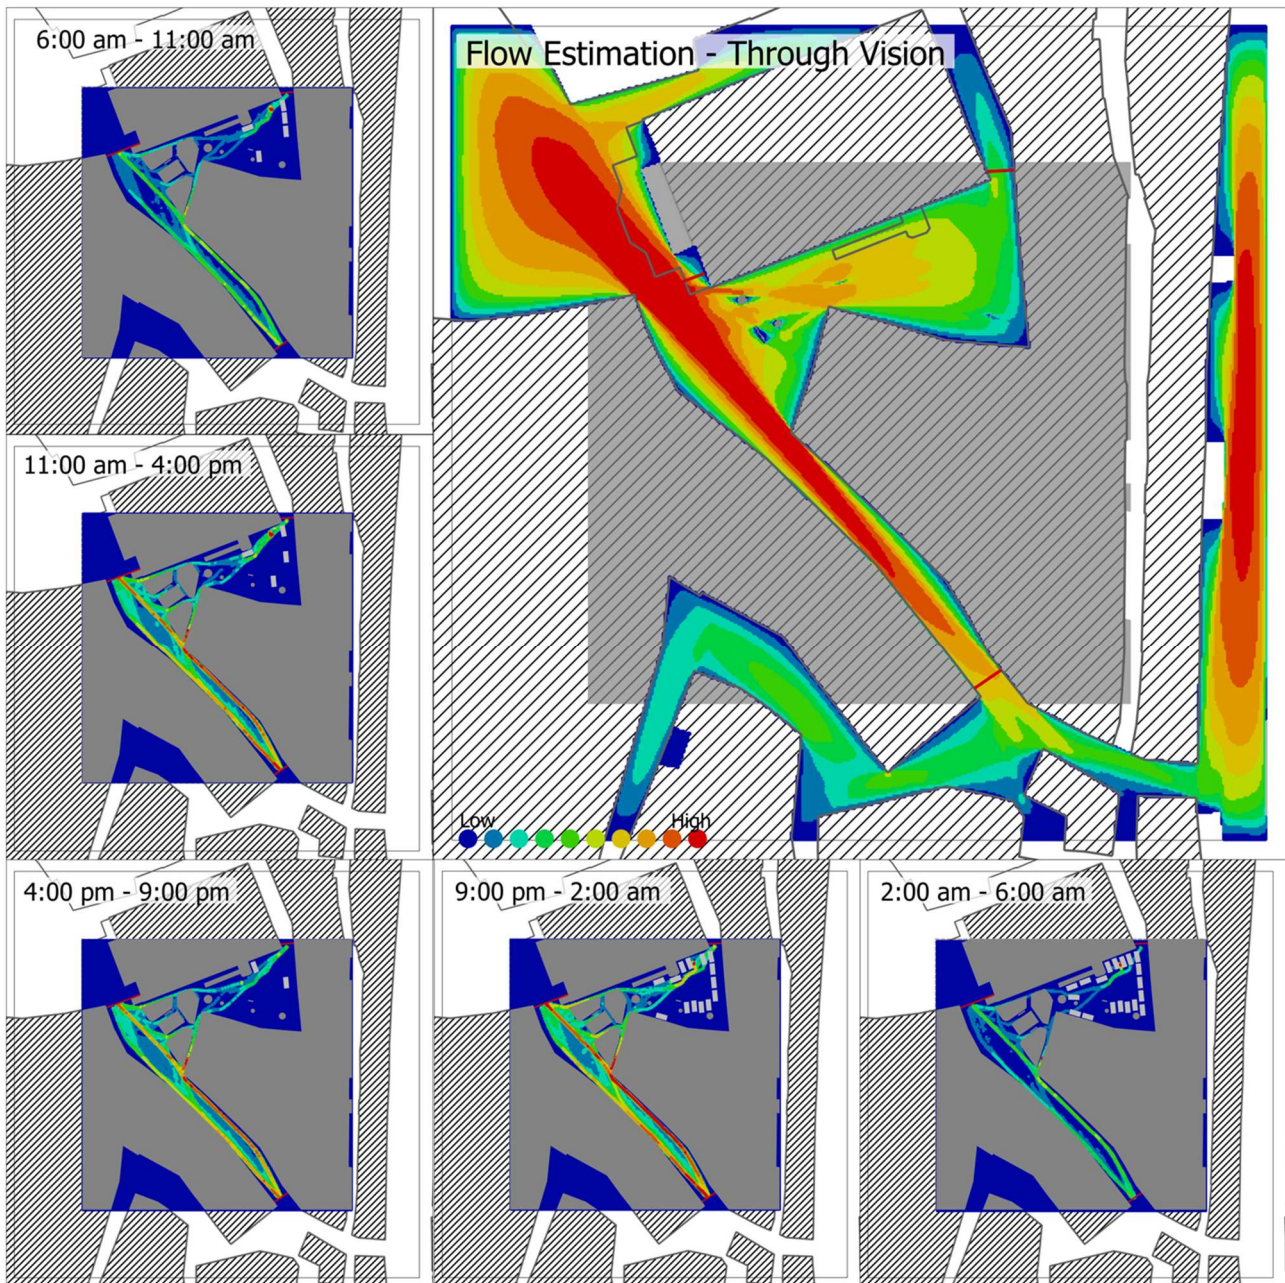 6:00 am - 11:00 am
Flow Estimation - Through Vision
11:00 am - 4:00 pm
Low
High
4:00 pm - 9:00 pm
9:00 pm - 2:00 am
2:00 am - 6:00 am